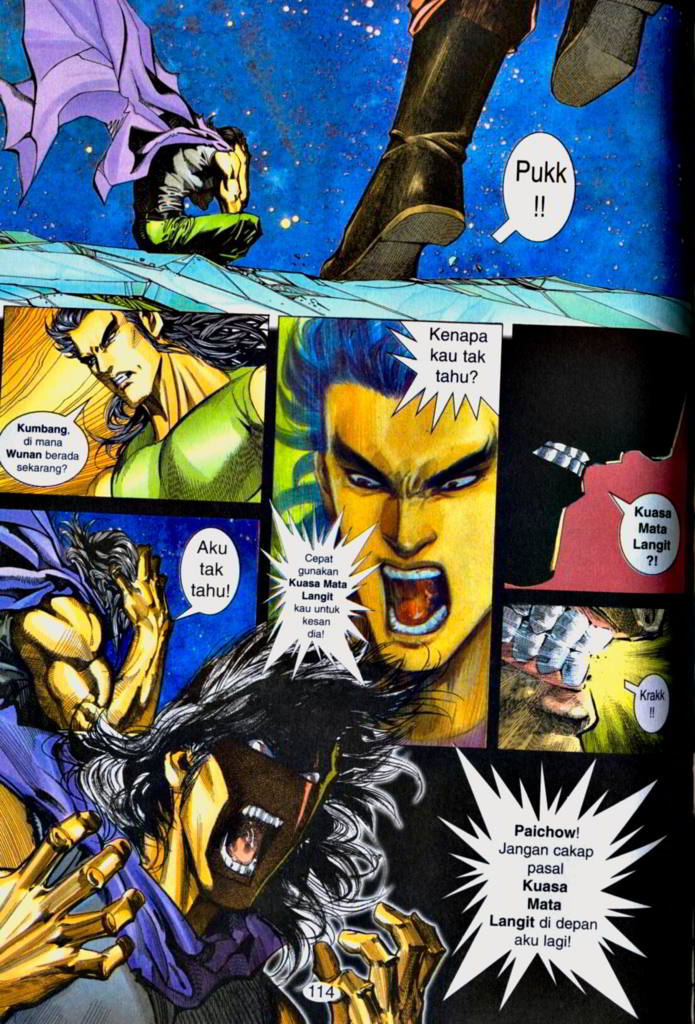 Pukk
!!
Kumbang,
di mana
Wunan berada
sekarang?
Kenapa
kau tak
tahu?
Kuasa
Mata
Langit
?!
Aku
tak
tahu!
Cepat
gunakan
Kuasa Mata
Langit
kau untuk
kesan
dia!
Krakk
!!
Paichow!
Jangan cakap
pasal
Kuasa
Mata
Langit di depan
aku lagi!
114